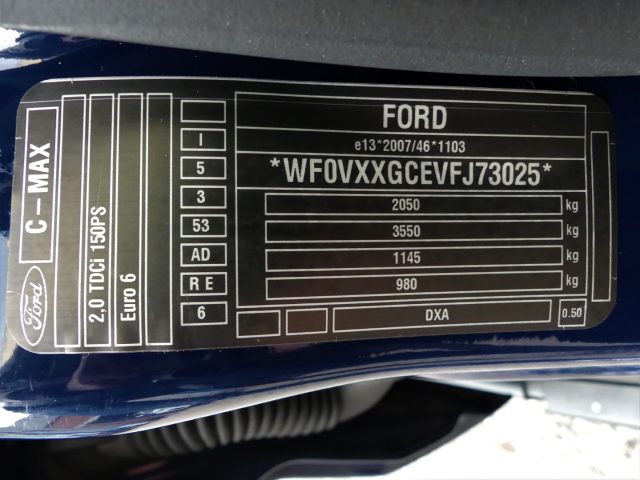 Ford
C-MAX
2,0 TDCi 150PS
Euro 6
I
5
3
53
AD
R E
6
FORD
e13*2007/46*1103
*WF0VXXGCEVFJ73025*
2050 kg
3550 kg
1145 kg
980 kg
DXA
0.50